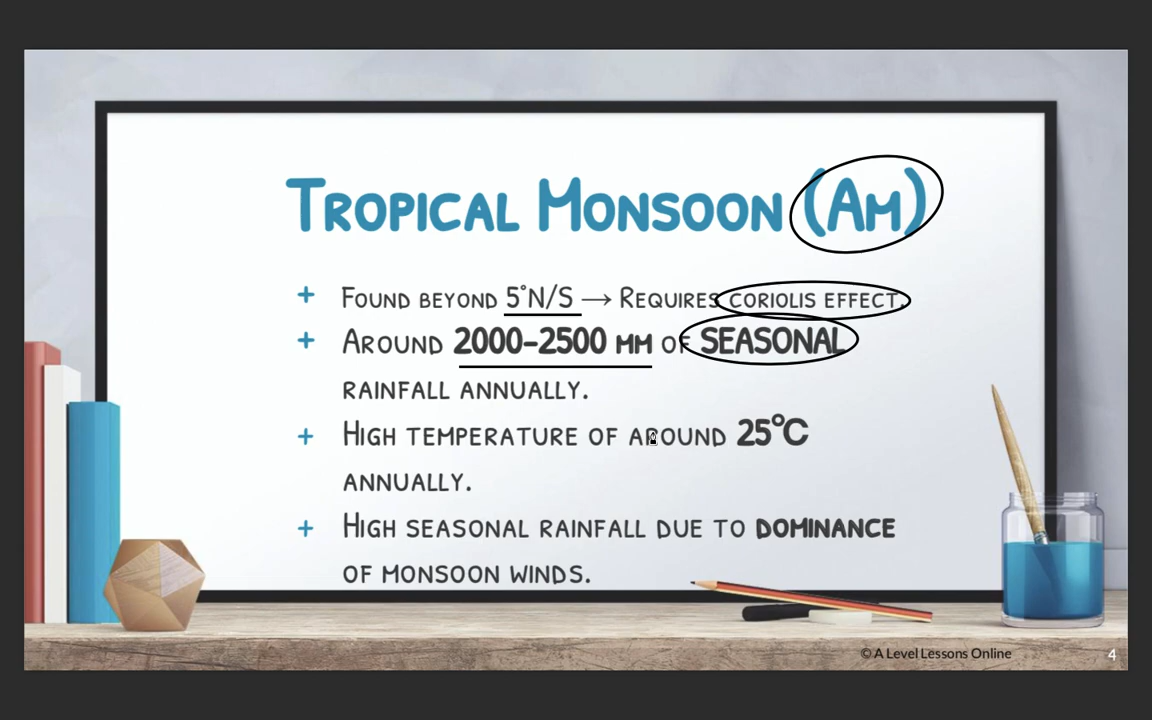 Tropical Monsoon (Am)
+ Found beyond 5°N/S → Requires coriolis effect.
+ Around 2000-2500 mm of SEASONAL
rainfall annually.
+ High temperature of around 25°C
annually.
+ High seasonal rainfall due to dominance
of monsoon winds.
© A Level Lessons Online
4